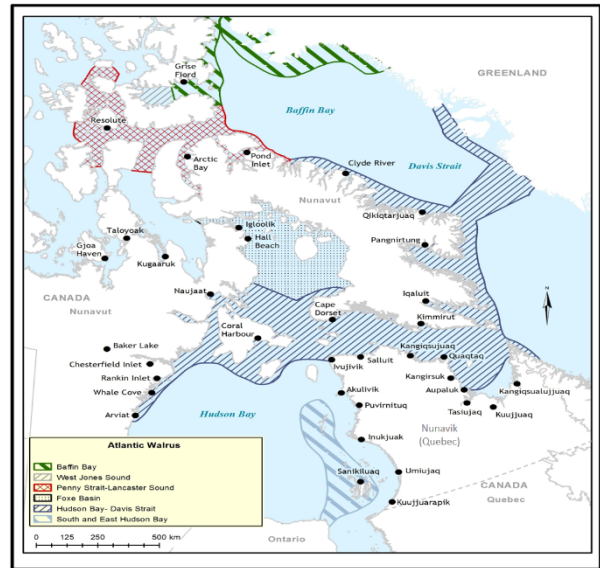 GREENLAND
Grise
Fiord
Baffin Bay
Resolute
Arctic
Bay
Pond
Inlet
Clyde River
Davis Strait
Nunavut
Qikiqtarjuaq
Igloolik
Hall
Beach
Taloyoak
Pangnirtung
Gjoa
Haven
Kugaaruk
Naujaat
Iqaluit
N
CANADA
Nunavut
Cape
Dorset
Kimmirut
Coral
Harbour
Baker Lake
Kangiqsujuaq
Chesterfield Inlet
Salluit
Quaqtaq
Ivujivik
Rankin Inlet
Kangirsuk
Kangiqsualujjuaq
Whale Cove
Akulivik
Aupaluk
Arviat
Puvirnituq
Tasiujaq
Kuujjuaq
Hudson Bay
Nunavik
(Quebec)
Inukjuak
Atlantic Walrus
Baffin Bay
West Jones Sound
Penny Strait-Lancaster Sound
Foxe Basin
Hudson Bay- Davis Strait
South and East Hudson Bay
Sanikiluaq
Umiujaq
CANADA
Quebec
Kuujjuarapik
Ontario
0 125 250 500 km